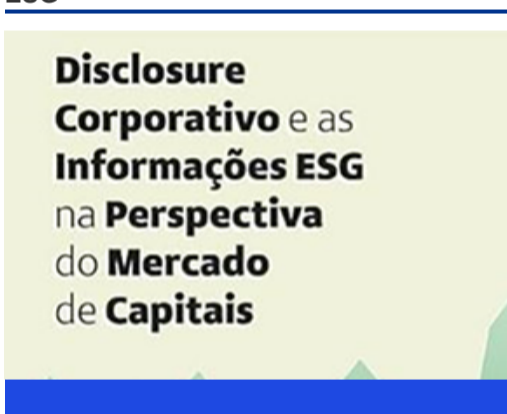 Disclosure
Corporativo e as
Informações ESG
na Perspectiva
do Mercado
de Capitais